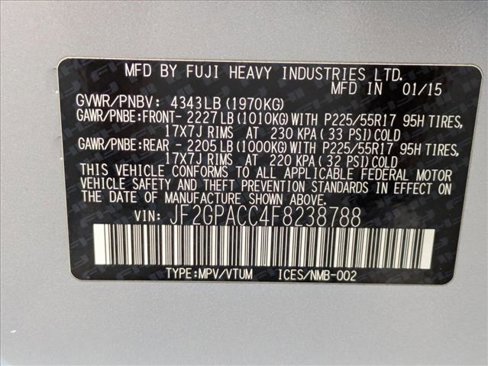 MFD BY FUJI HEAVY INDUSTRIES LTD.
MFD IN 01/15
GVWR/PNBV: 4343LB (1970KG)
GAWR/PNBE:FRONT- 2227 LB (1010KG) WITH P225/55R17 95H TIRES,
17X7J RIMS AT 230 KPA (33 PSI) COLD
GAWR/PNBE:REAR - 2205 LB (1000KG) WITH P225/55R17 95H TIRES,
17X7J RIMS AT 220 KPA (32 PSI) COLD
THIS VEHICLE CONFORMS TO ALL APPLICABLE FEDERAL MOTOR
VEHICLE SAFETY AND THEFT PREVENTION STANDARDS IN EFFECT ON
THE DATE OF MANUFACTURE SHOWN ABOVE.
VIN: JF2GPACC4F8238788
TYPE:MPV/VTUM ICES/NMB-002